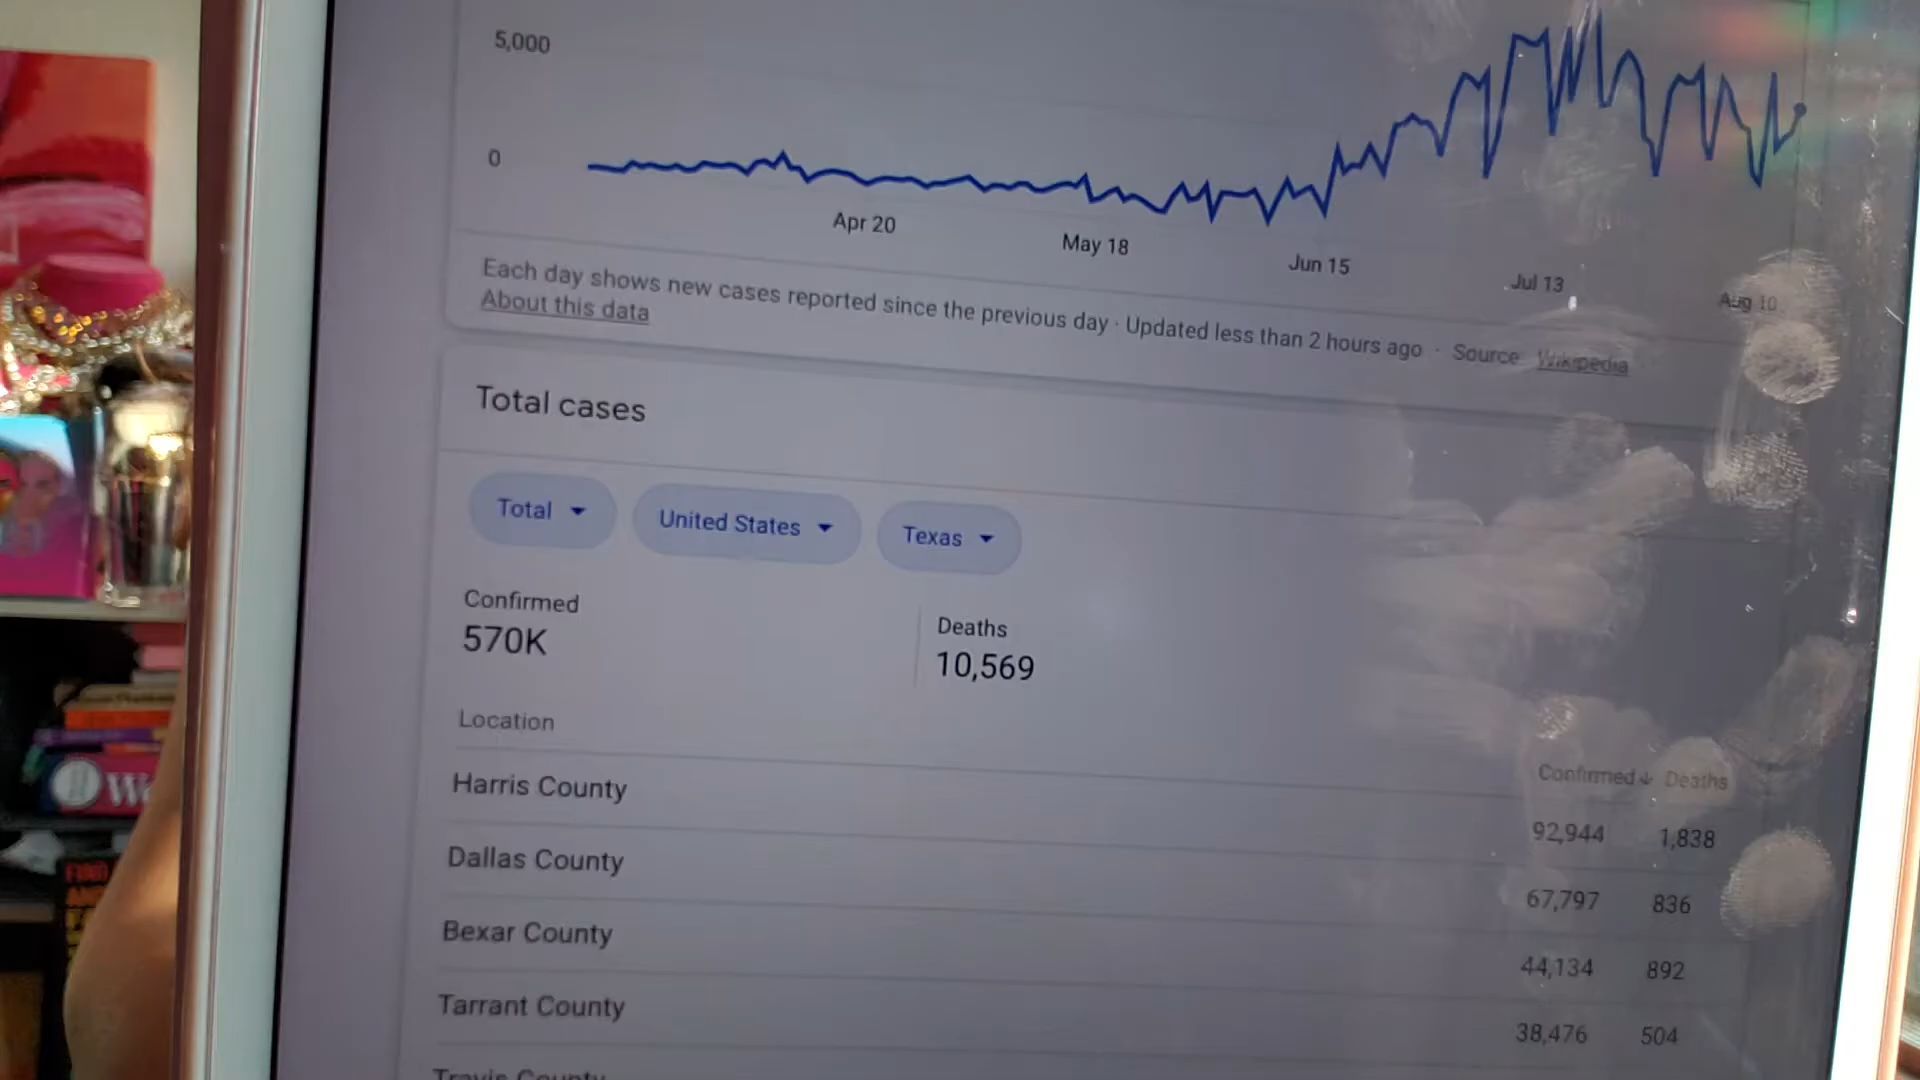 5,000
0
Apr 20
May 18
Jun 15
Jul 13
Aug 10
Each day shows new cases reported since the previous day · Updated less than 2 hours ago · Source: Wikipedia
About this data
Total cases
Total
United States
Texas
Confirmed
570K
Deaths
10,569
Location
Confirmed↓ Deaths
Harris County 92,944 1,838
Dallas County 67,797 836
Bexar County 44,134 892
Tarrant County 38,476 504
Travis County